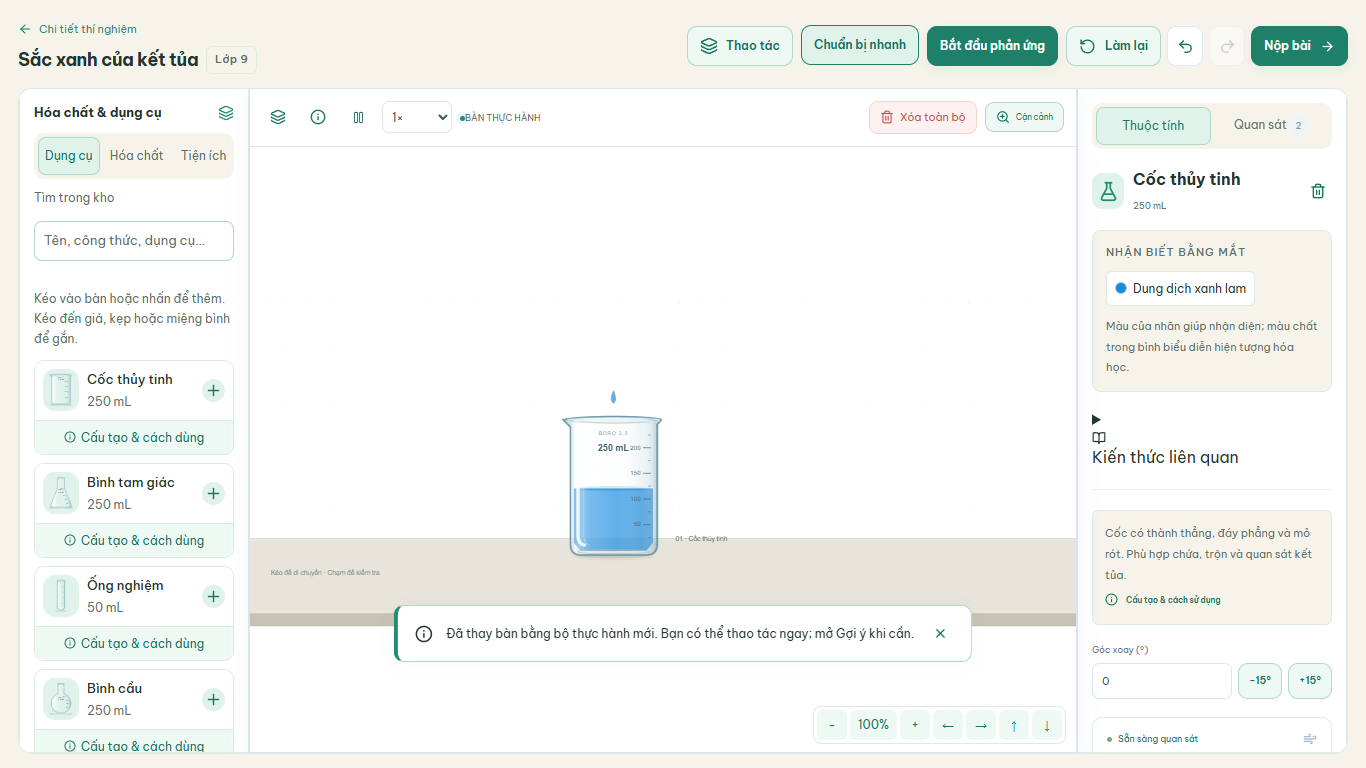 Chi tiết thí nghiệm
Sắc xanh của kết tủa
Lớp 9
Thao tác
Chuẩn bị nhanh
Bắt đầu phản ứng
Làm lại
Nộp bài
Hóa chất & dụng cụ
Dụng cụ
Hóa chất
Tiện ích
Tìm trong kho
Tên, công thức, dụng cụ...
Kéo vào bàn hoặc nhấn để thêm.
Kéo đến giá, kẹp hoặc miệng bình
để gắn.
Cốc thủy tinh
250 mL
Cấu tạo & cách dùng
Bình tam giác
250 mL
Cấu tạo & cách dùng
Ống nghiệm
50 mL
Cấu tạo & cách dùng
Bình cầu
250 mL
Cấu tạo & cách dùng
1×
BÀN THỰC HÀNH
Xóa toàn bộ
Cận cảnh
BORO 3.3
250 mL
200
150
100
50
01 · Cốc thủy tinh
Kéo để di chuyển · Chạm để kiểm tra
Đã thay bàn bằng bộ thực hành mới. Bạn có thể thao tác ngay; mở Gợi ý khi cần.
-
100%
+
←
→
↑
↓
Thuộc tính
Quan sát 2
Cốc thủy tinh
250 mL
NHẬN BIẾT BẰNG MẮT
Dung dịch xanh lam
Màu của nhãn giúp nhận diện; màu chất
trong bình biểu diễn hiện tượng hóa
học.
Kiến thức liên quan
Cốc có thành thẳng, đáy phẳng và mỏ
rót. Phù hợp chứa, trộn và quan sát kết
tủa.
Cấu tạo & cách sử dụng
Góc xoay (°)
0
-15°
+15°
Sẵn sàng quan sát